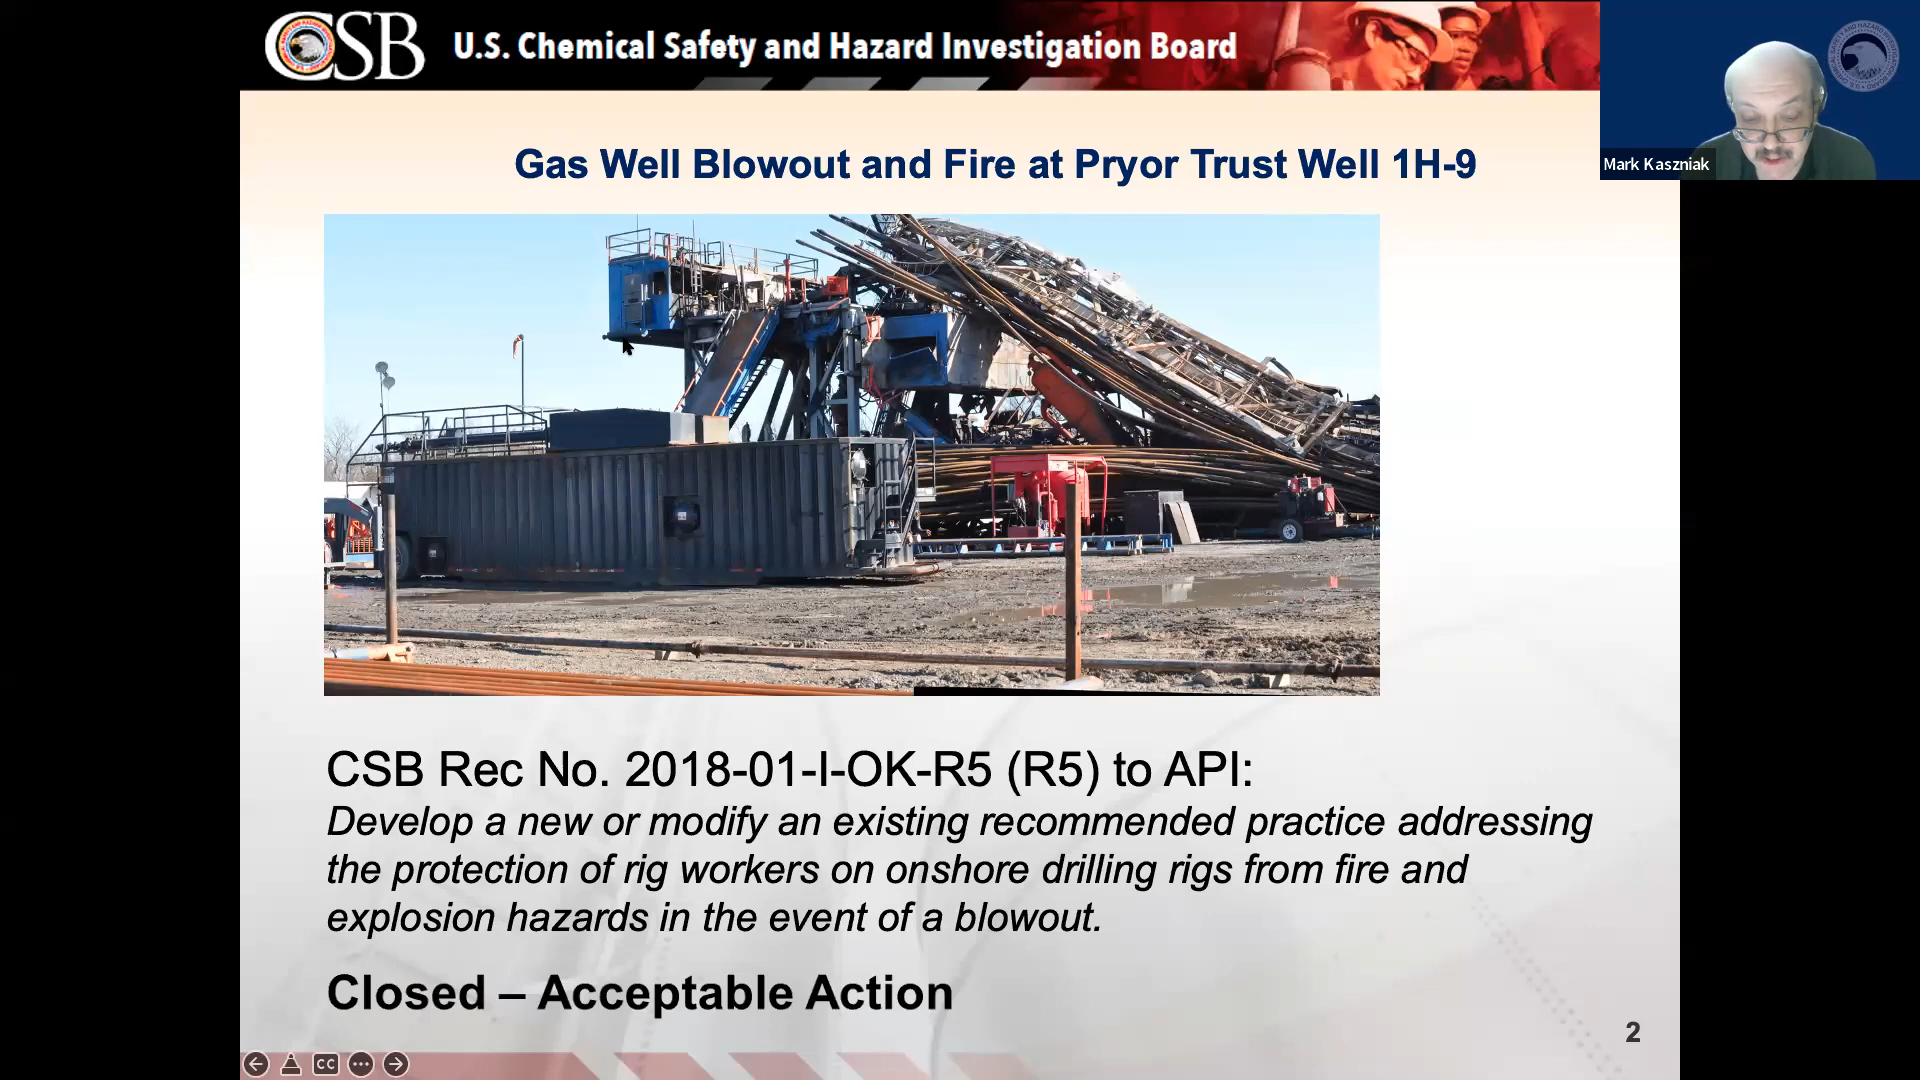 CSB
U.S. Chemical Safety and Hazard Investigation Board
Mark Kaszniak
Gas Well Blowout and Fire at Pryor Trust Well 1H-9
CSB Rec No. 2018-01-I-OK-R5 (R5) to API:
Develop a new or modify an existing recommended practice addressing
the protection of rig workers on onshore drilling rigs from fire and
explosion hazards in the event of a blowout.
Closed – Acceptable Action
2
CC